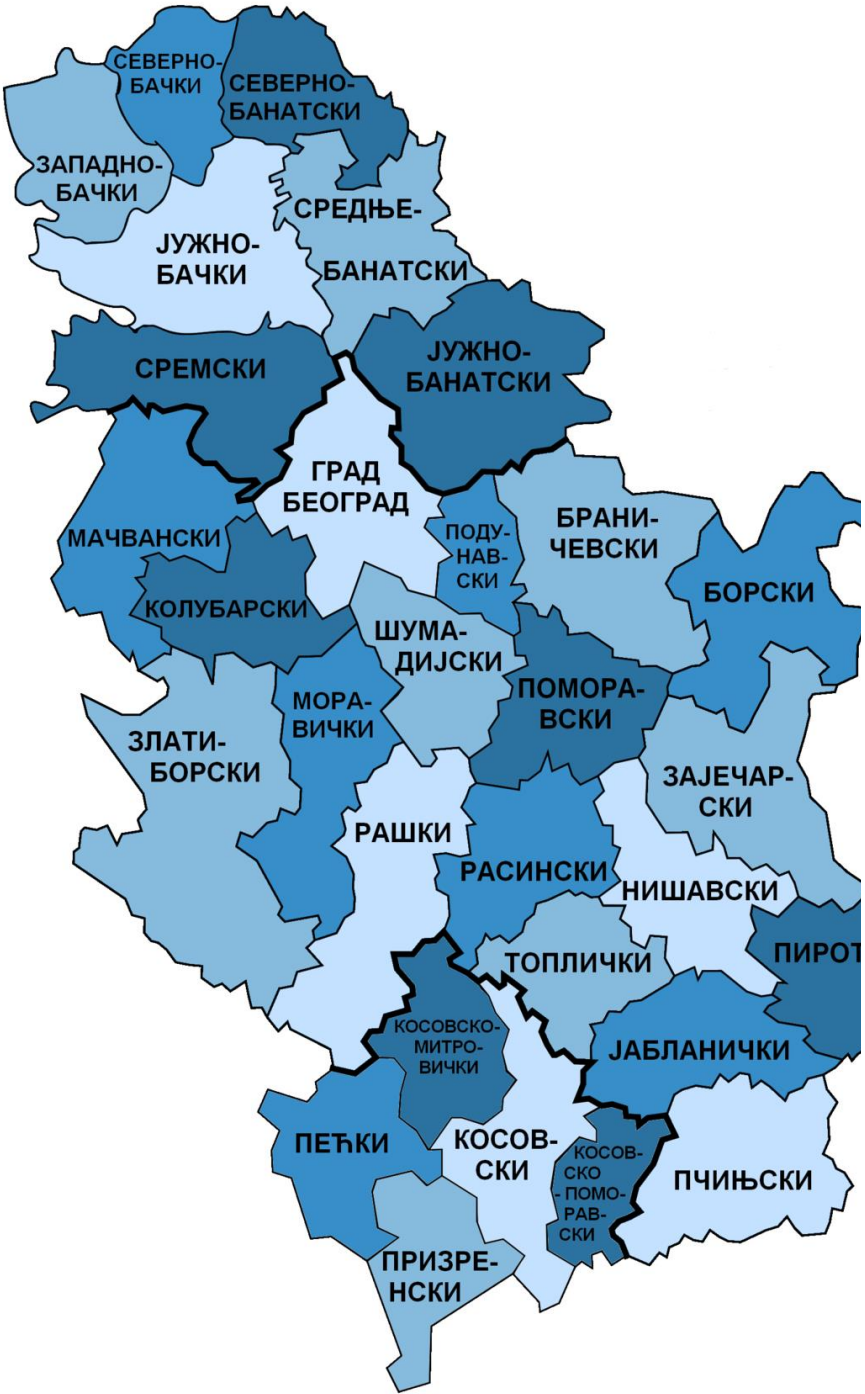 СЕВЕРНО-
БАЧКИ
СЕВЕРНО-
БАНАТСКИ
ЗАПАДНО-
БАЧКИ
СРЕДЊЕ-
БАНАТСКИ
ЈУЖНО-
БАЧКИ
СРЕМСКИ
ЈУЖНО-
БАНАТСКИ
ГРАД
БЕОГРАД
МАЧВАНСКИ
ПОДУ-
НАВ-
СКИ
БРАНИ-
ЧЕВСКИ
КОЛУБАРСКИ
БОРСКИ
ШУМА-
ДИЈСКИ
ПОМОРА-
ВСКИ
МОРА-
ВИЧКИ
ЗЛАТИ-
БОРСКИ
ЗАЈЕЧАР-
СКИ
РАШКИ
РАСИНСКИ
НИШАВСКИ
ТОПЛИЧКИ
ПИРОТ
КОСОВСКО-
МИТРО-
ВИЧКИ
ЈАБЛАНИЧКИ
ПЕЋКИ
КОСОВ-
СКИ
КОСОВ-
СКО
- ПОМО-
РАВ-
СКИ
ПЧИЊСКИ
ПРИЗРЕ-
НСКИ